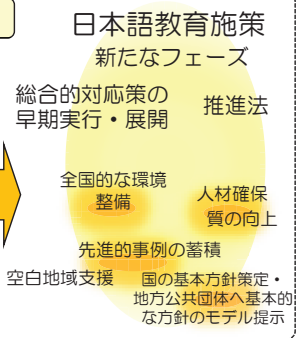 日本語教育施策
新たなフェーズ
総合的対応策の
早期実行・展開
推進法
全国的な環境
整備
人材確保
質の向上
先進的事例の蓄積
空白地域支援
国の基本方針策定・
地方公共団体へ基本的
な方針のモデル提示